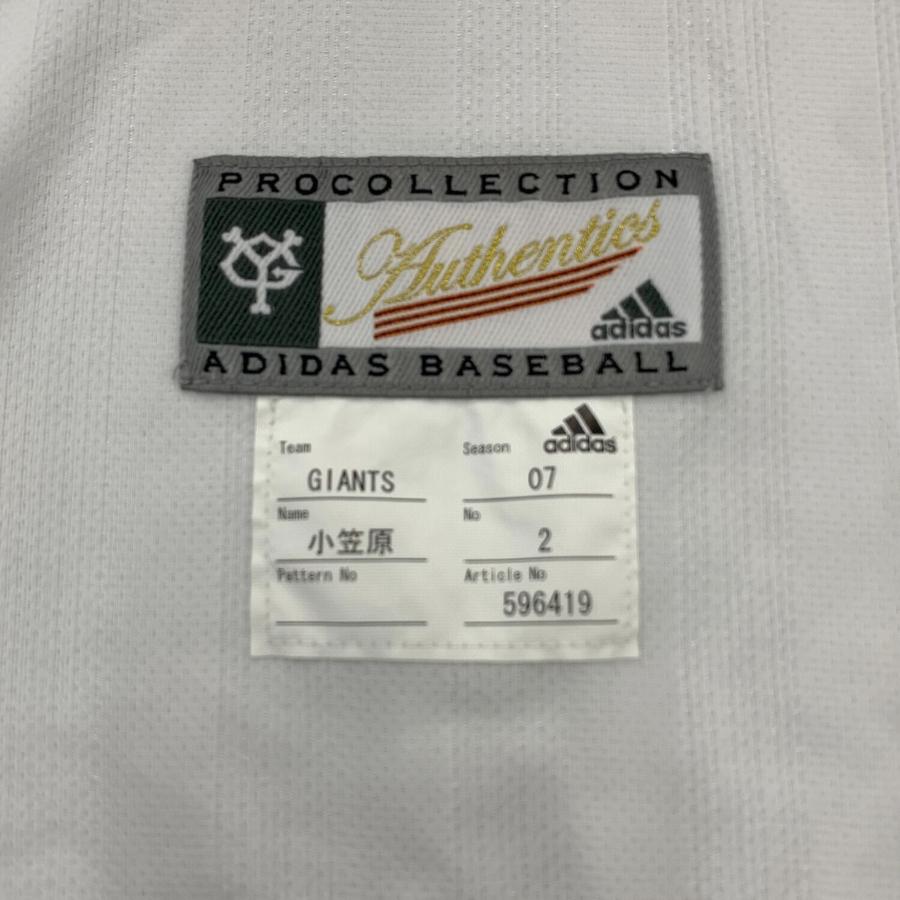 PROCOLLECTION
YG Authentics
adidas
ADIDAS BASEBALL
adidas
Team Season
GIANTS 07
Name No
小笠原 2
Pattern No Article No
596419